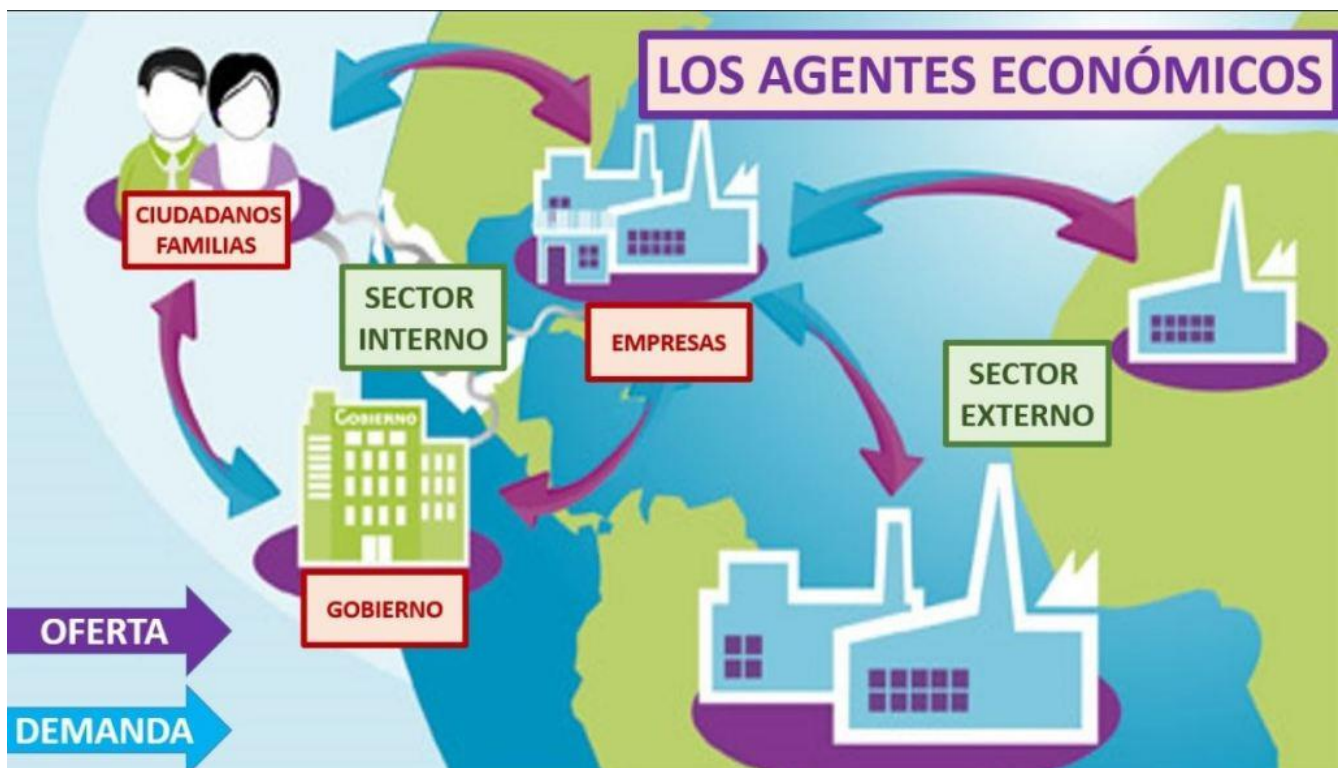 LOS AGENTES ECONÓMICOS
CIUDADANOS
FAMILIAS
SECTOR
INTERNO
EMPRESAS
SECTOR
EXTERNO
GOBIERNO
GOBIERNO
OFERTA
DEMANDA